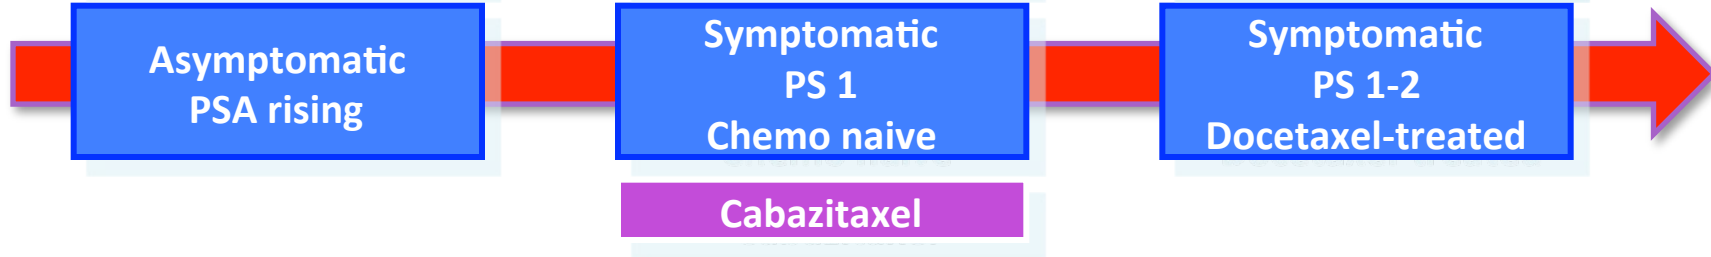 Asymptomatic
PSA rising
Symptomatic
PS 1
Chemo naive
Symptomatic
PS 1-2
Docetaxel-treated
Cabazitaxel